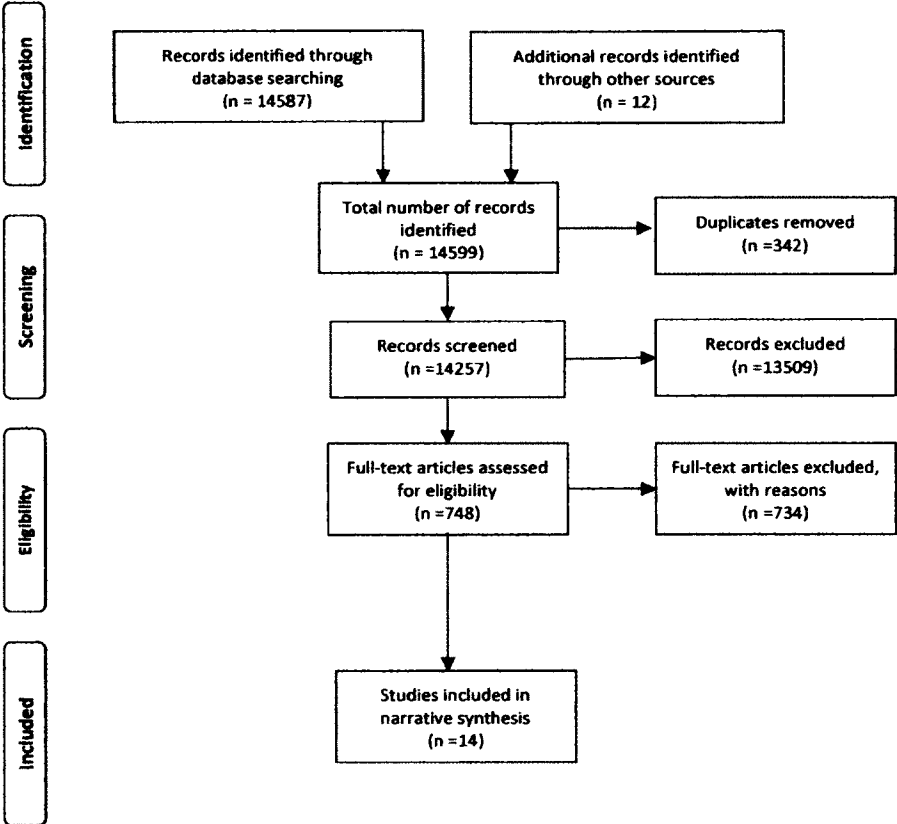 Identification
Records identified through
database searching
(n = 14587)
Additional records identified
through other sources
(n = 12)
Total number of records
identified
(n = 14599)
Duplicates removed
(n =342)
Screening
Records screened
(n =14257)
Records excluded
(n =13509)
Eligibility
Full-text articles assessed
for eligibility
(n =748)
Full-text articles excluded,
with reasons
(n =734)
Included
Studies included in
narrative synthesis
(n =14)